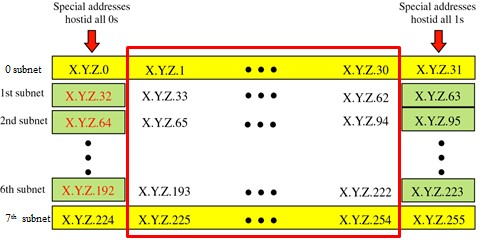 Special addresses Special addresses
hostid all 0s hostid all 1s
0 subnet X.Y.Z.0 X.Y.Z.1 ● ● ● X.Y.Z.30 X.Y.Z.31
1st subnet X.Y.Z.32 X.Y.Z.33 X.Y.Z.62 X.Y.Z.63
2nd subnet X.Y.Z.64 X.Y.Z.65 ● ● ● X.Y.Z.94 X.Y.Z.95
6th subnet X.Y.Z.192 X.Y.Z.193 ● ● ● X.Y.Z.222 X.Y.Z.223
7th subnet X.Y.Z.224 X.Y.Z.225 ● ● ● X.Y.Z.254 X.Y.Z.255